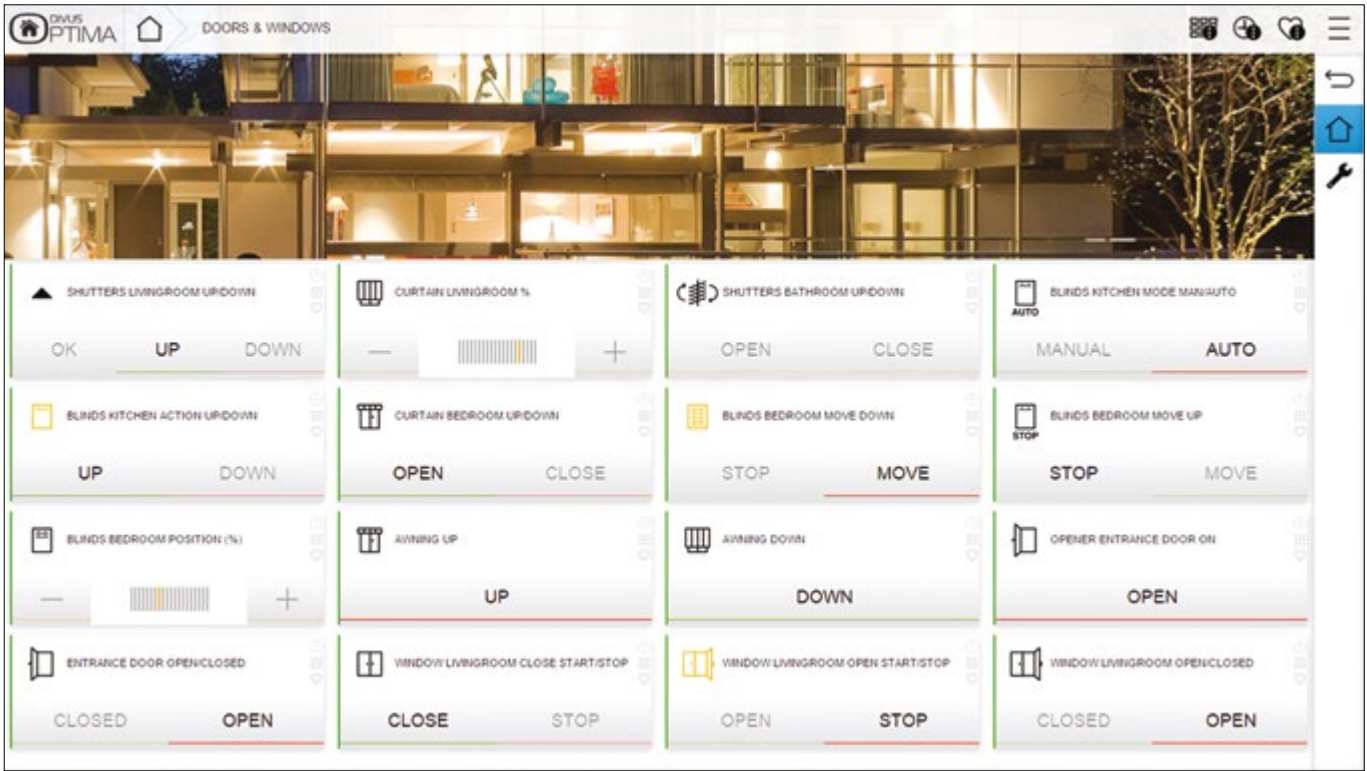 DIVUS
OPTIMA
DOORS & WINDOWS
SHUTTERS LIVINGROOM UP/DOWN
OK UP DOWN
CURTAIN LIVINGROOM %
— +
SHUTTERS BATHROOM UP/DOWN
OPEN CLOSE
BLINDS KITCHEN MODE MAN/AUTO
AUTO
MANUAL AUTO
BLINDS KITCHEN ACTION UP/DOWN
UP DOWN
CURTAIN BEDROOM UP/DOWN
OPEN CLOSE
BLINDS BEDROOM MOVE DOWN
STOP MOVE
BLINDS BEDROOM MOVE UP
STOP
STOP MOVE
BLINDS BEDROOM POSITION (%)
— +
AWNING UP
UP
AWNING DOWN
DOWN
OPENER ENTRANCE DOOR ON
OPEN
ENTRANCE DOOR OPEN/CLOSED
CLOSED OPEN
WINDOW LIVINGROOM CLOSE START/STOP
CLOSE STOP
WINDOW LIVINGROOM OPEN START/STOP
OPEN STOP
WINDOW LIVINGROOM OPEN/CLOSED
CLOSED OPEN